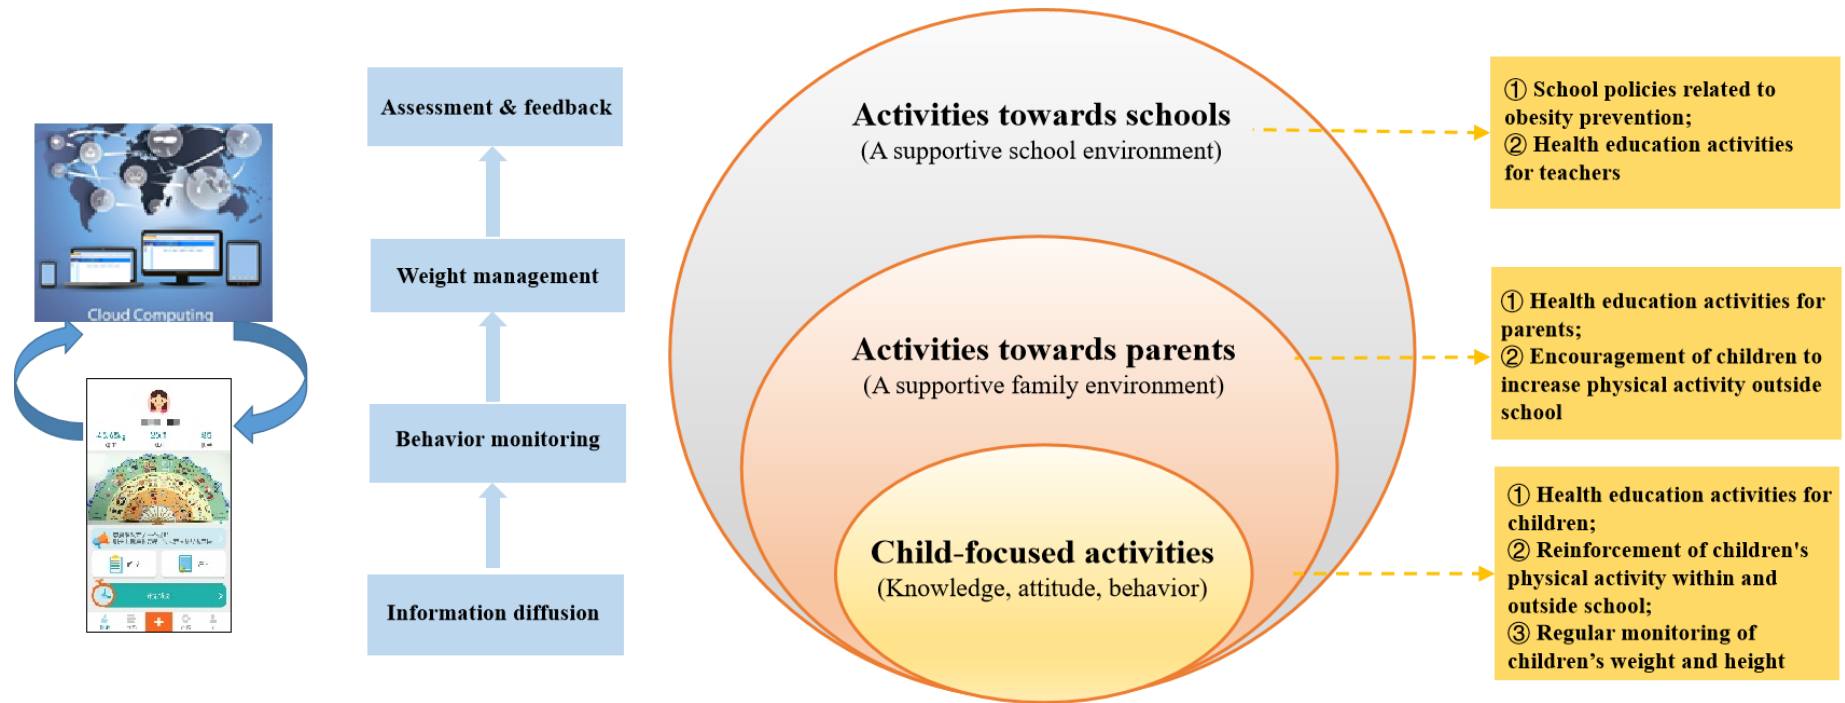 Cloud Computing
Assessment & feedback
Weight management
Behavior monitoring
Information diffusion
Activities towards schools
(A supportive school environment)
Activities towards parents
(A supportive family environment)
Child-focused activities
(Knowledge, attitude, behavior)
① School policies related to
obesity prevention;
② Health education activities
for teachers
① Health education activities for
parents;
② Encouragement of children to
increase physical activity outside
school
① Health education activities for
children;
② Reinforcement of children's
physical activity within and
outside school;
③ Regular monitoring of
children’s weight and height